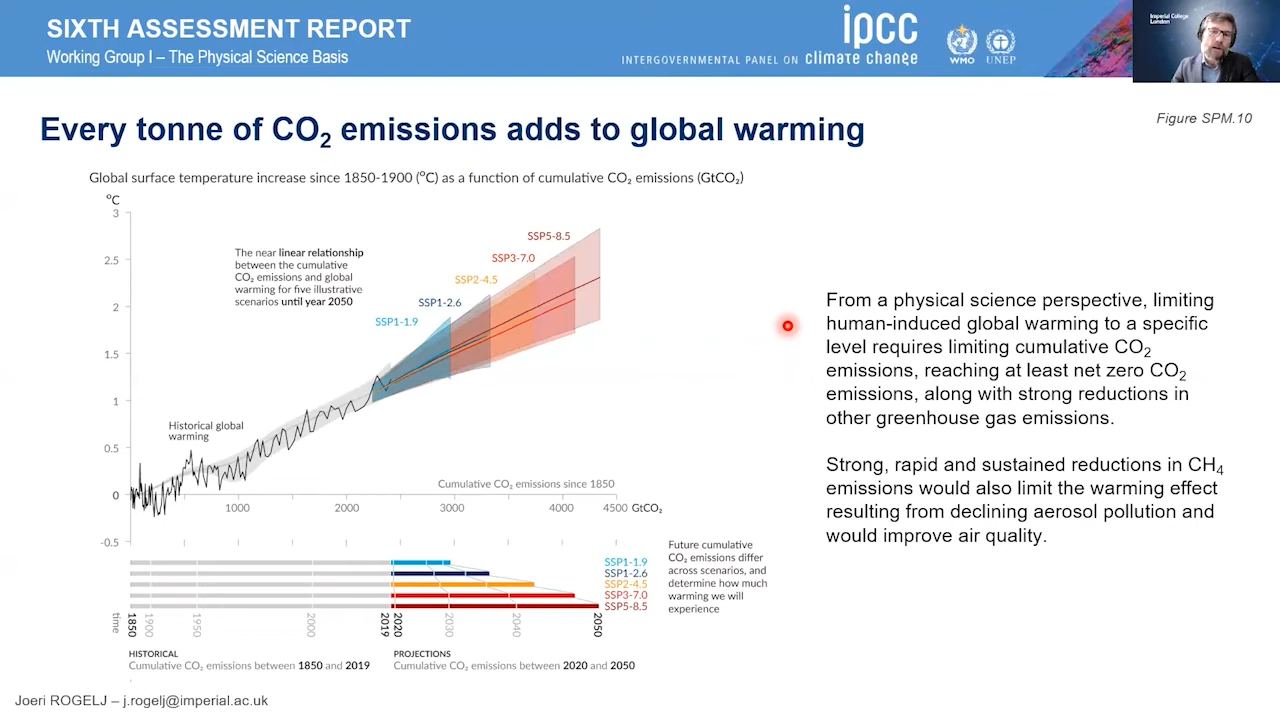 SIXTH ASSESSMENT REPORT
Working Group I – The Physical Science Basis
ipcc
INTERGOVERNMENTAL PANEL ON climate change
WMO
UNEP
Imperial College
London
Every tonne of CO₂ emissions adds to global warming
Figure SPM.10
Global surface temperature increase since 1850-1900 (ºC) as a function of cumulative CO₂ emissions (GtCO₂)
ºC
3
2.5
2
1.5
1
0.5
0
-0.5
The near linear relationship
between the cumulative
CO₂ emissions and global
warming for five illustrative
scenarios until year 2050
SSP5-8.5
SSP3-7.0
SSP2-4.5
SSP1-2.6
SSP1-1.9
Historical global
warming
Cumulative CO₂ emissions since 1850
1000 2000 3000 4000 4500 GtCO₂
From a physical science perspective, limiting
human-induced global warming to a specific
level requires limiting cumulative CO₂
emissions, reaching at least net zero CO₂
emissions, along with strong reductions in
other greenhouse gas emissions.
Strong, rapid and sustained reductions in CH₄
emissions would also limit the warming effect
resulting from declining aerosol pollution and
would improve air quality.
SSP1-1.9
SSP1-2.6
SSP2-4.5
SSP3-7.0
SSP5-8.5
Future cumulative
CO₂ emissions differ
across scenarios, and
determine how much
warming we will
experience
time 1850 1900 1950 2000 2019 2020 2030 2040 2050
HISTORICAL
Cumulative CO₂ emissions between 1850 and 2019
PROJECTIONS
Cumulative CO₂ emissions between 2020 and 2050
Joeri ROGELJ – j.rogelj@imperial.ac.uk